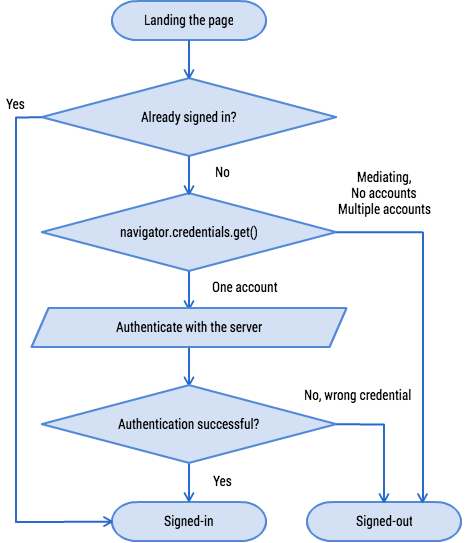 Landing the page
Yes
Already signed in?
No
Mediating,
No accounts
Multiple accounts
navigator.credentials.get()
One account
Authenticate with the server
No, wrong credential
Authentication successful?
Yes
Signed-in
Signed-out